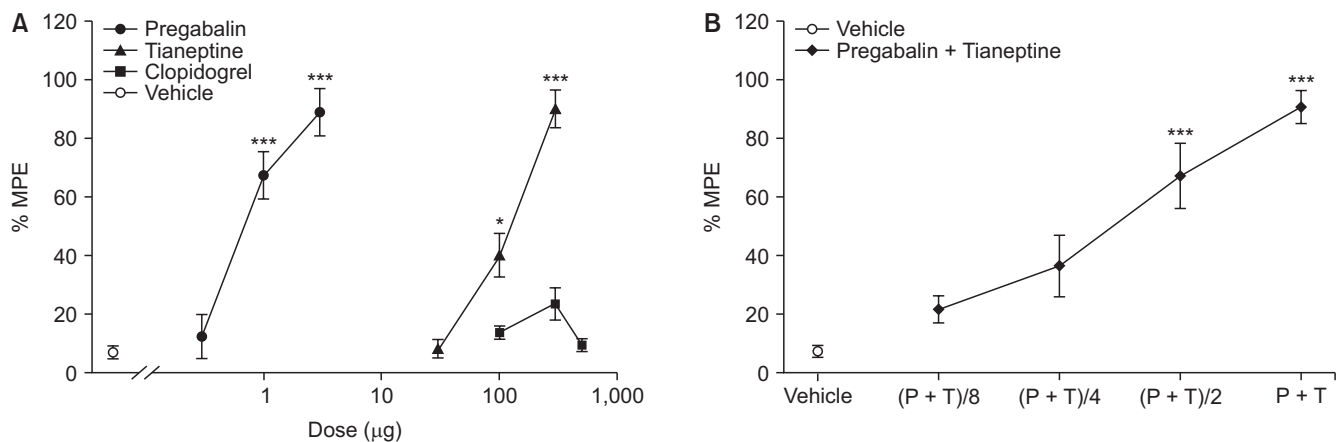 A
120
100
80
60
40
20
0
% MPE
Pregabalin
Tianeptine
Clopidogrel
Vehicle
***
***
*
***
1
10
100
1,000
Dose (µg)
B
120
100
80
60
40
20
0
% MPE
Vehicle
Pregabalin + Tianeptine
***
***
Vehicle
(P + T)/8
(P + T)/4
(P + T)/2
P + T